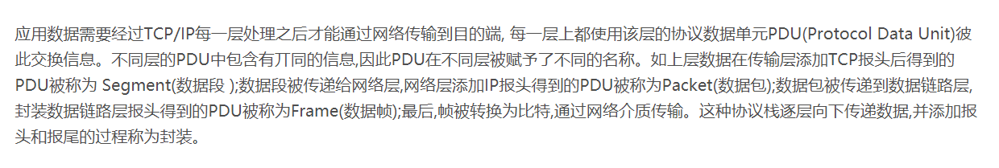 应用数据需要经过TCP/IP每一层处理之后才能通过网络传输到目的端, 每一层上都使用该层的协议数据单元PDU(Protocol Data Unit)彼
此交换信息。不同层的PDU中包含有丌同的信息,因此PDU在不同层被赋予了不同的名称。如上层数据在传输层添加TCP报头后得到的
PDU被称为 Segment(数据段 );数据段被传递给网络层,网络层添加IP报头得到的PDU被称为Packet(数据包);数据包被传递到数据链路层,
封装数据链路层报头得到的PDU被称为Frame(数据帧);最后,帧被转换为比特,通过网络介质传输。这种协议栈逐层向下传递数据,并添加报
头和报尾的过程称为封装。